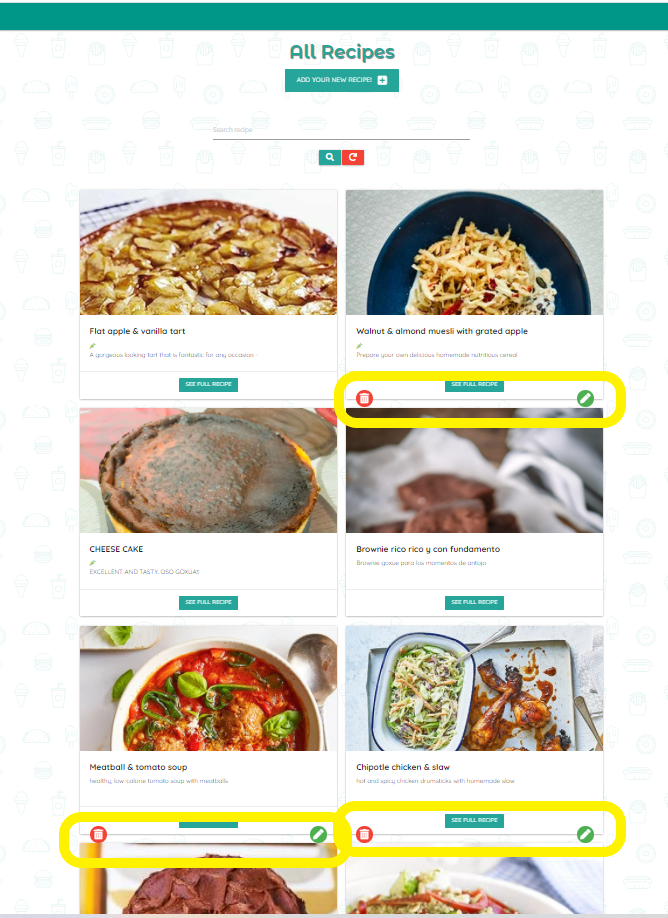 All Recipes
ADD YOUR NEW RECIPE!
Search recipe
Flat apple & vanilla tart
A gorgeous looking tart that is fantastic for any occasion -
SEE FULL RECIPE
Walnut & almond muesli with grated apple
Prepare your own delicious homemade nutritious cereal
SEE FULL RECIPE
CHEESE CAKE
EXCELLENT AND TASTY. OSO GOXUA!!
SEE FULL RECIPE
Brownie rico rico y con fundamento
Brownie goxue para los momentos de antojo
SEE FULL RECIPE
Meatball & tomato soup
healthy, low calorie tomato soup with meatballs
Chipotle chicken & slaw
hot and spicy chicken drumsticks with homemade slaw
SEE FULL RECIPE